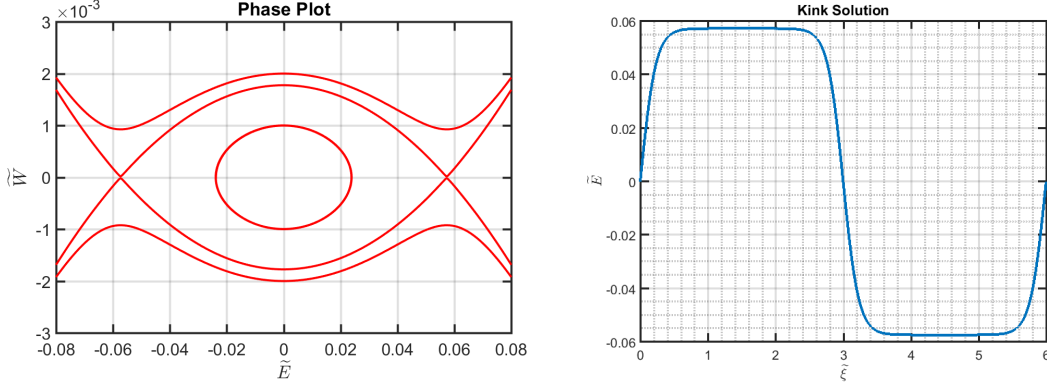 Phase Plot
×10⁻³
3
2
1
0
-1
-2
-3
W̃
-0.08 -0.06 -0.04 -0.02 0 0.02 0.04 0.06 0.08
Ẽ
Kink Solution
0.06
0.04
0.02
0
-0.02
-0.04
-0.06
Ẽ
0 1 2 3 4 5 6
ξ̃